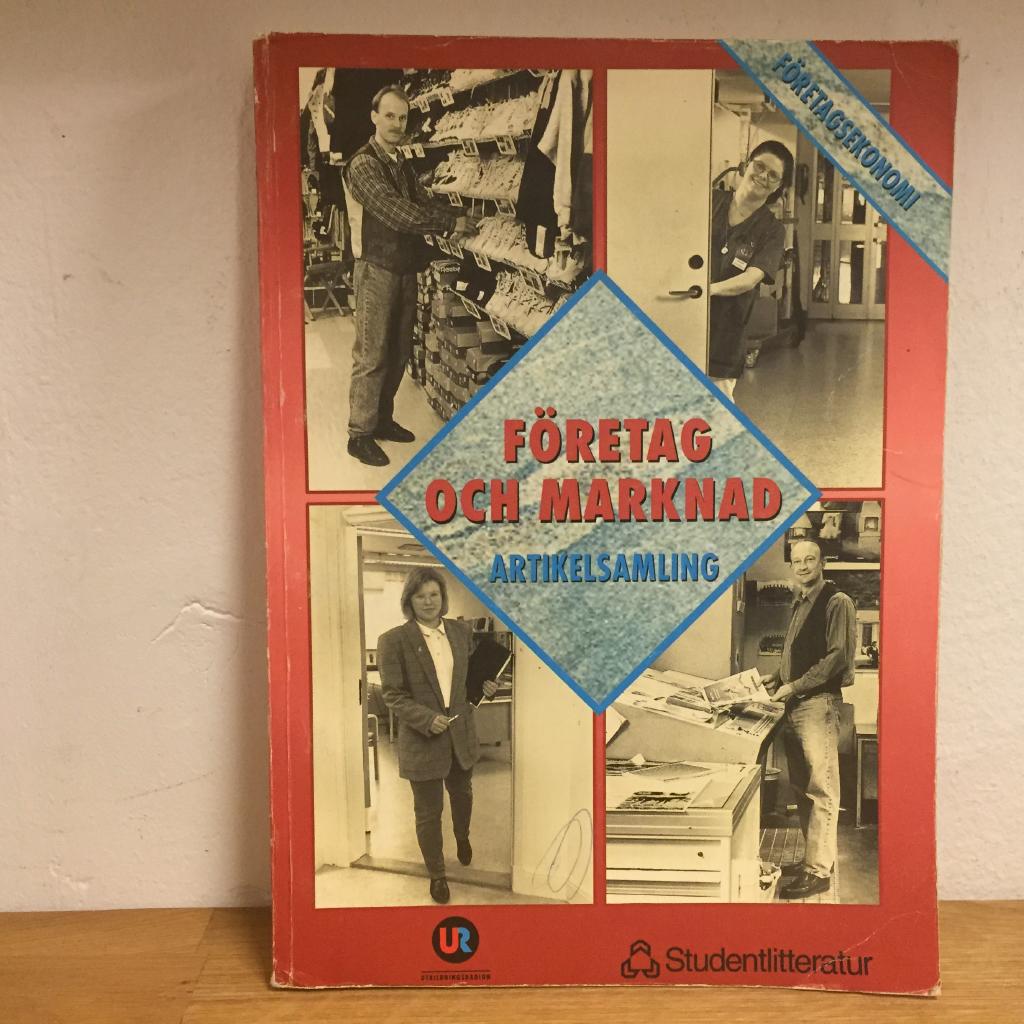 FÖRETAGSEKONOMI
FÖRETAG
OCH MARKNAD
ARTIKELSAMLING
UR
UTBILDNINGSRADION
Studentlitteratur